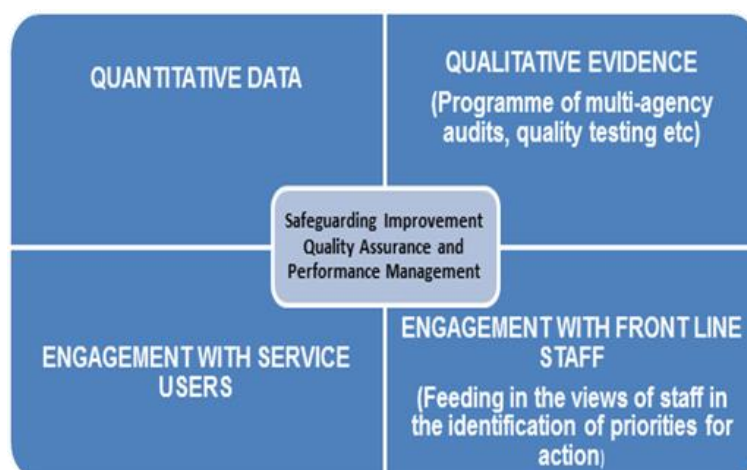 QUANTITATIVE DATA
QUALITATIVE EVIDENCE
(Programme of multi-agency
audits, quality testing etc)
Safeguarding Improvement
Quality Assurance and
Performance Management
ENGAGEMENT WITH SERVICE
USERS
ENGAGEMENT WITH FRONT LINE
STAFF
(Feeding in the views of staff in
the identification of priorities for
action)